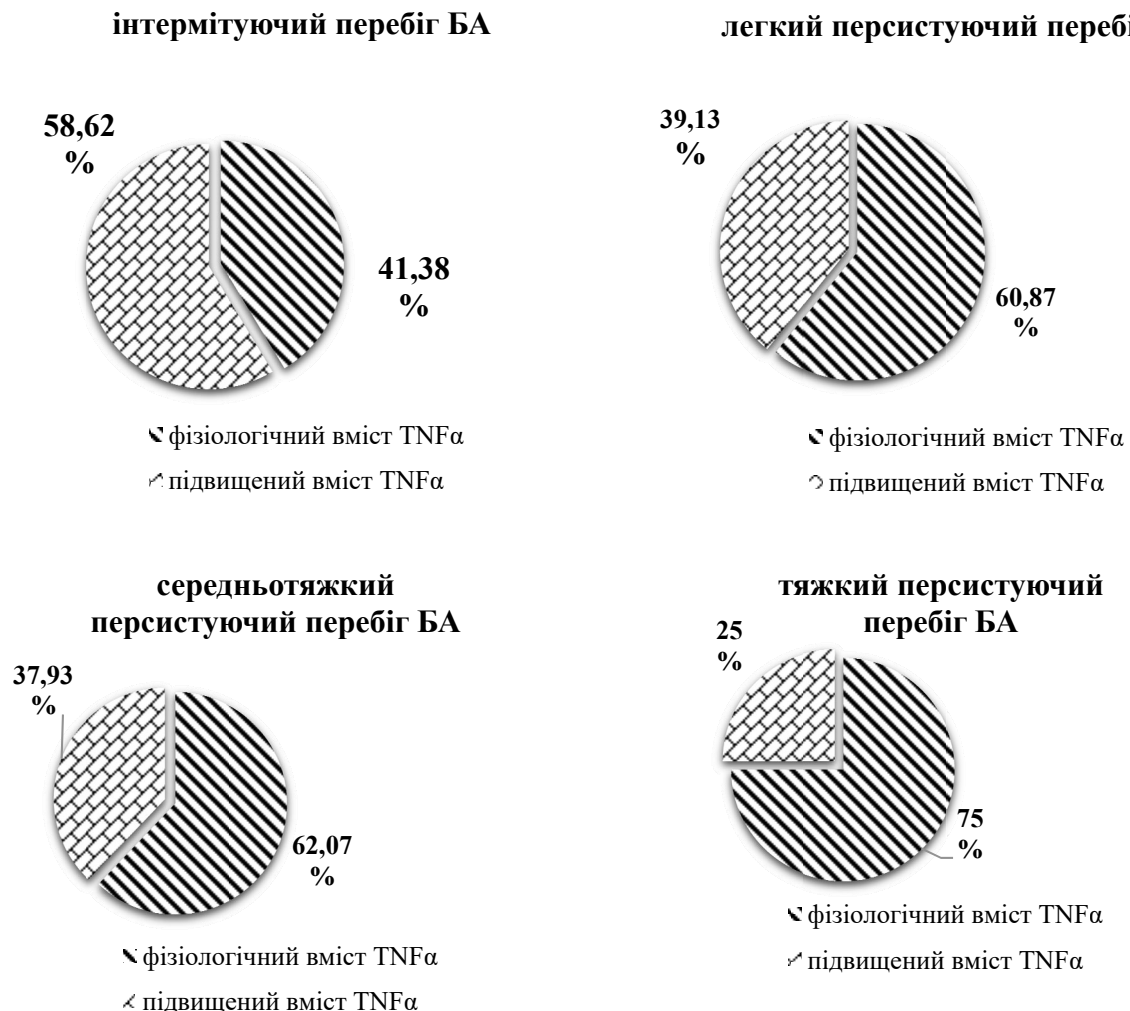 інтермітуючий перебіг БА
58,62
%
41,38
%
фізіологічний вміст TNFα
підвищений вміст TNFα
легкий персистуючий перебі
39,13
%
60,87
%
фізіологічний вміст TNFα
підвищений вміст TNFα
середньотяжкий
персистуючий перебіг БА
37,93
%
62,07
%
фізіологічний вміст TNFα
підвищений вміст TNFα
тяжкий персистуючий
перебіг БА
25
%
75
%
фізіологічний вміст TNFα
підвищений вміст TNFα